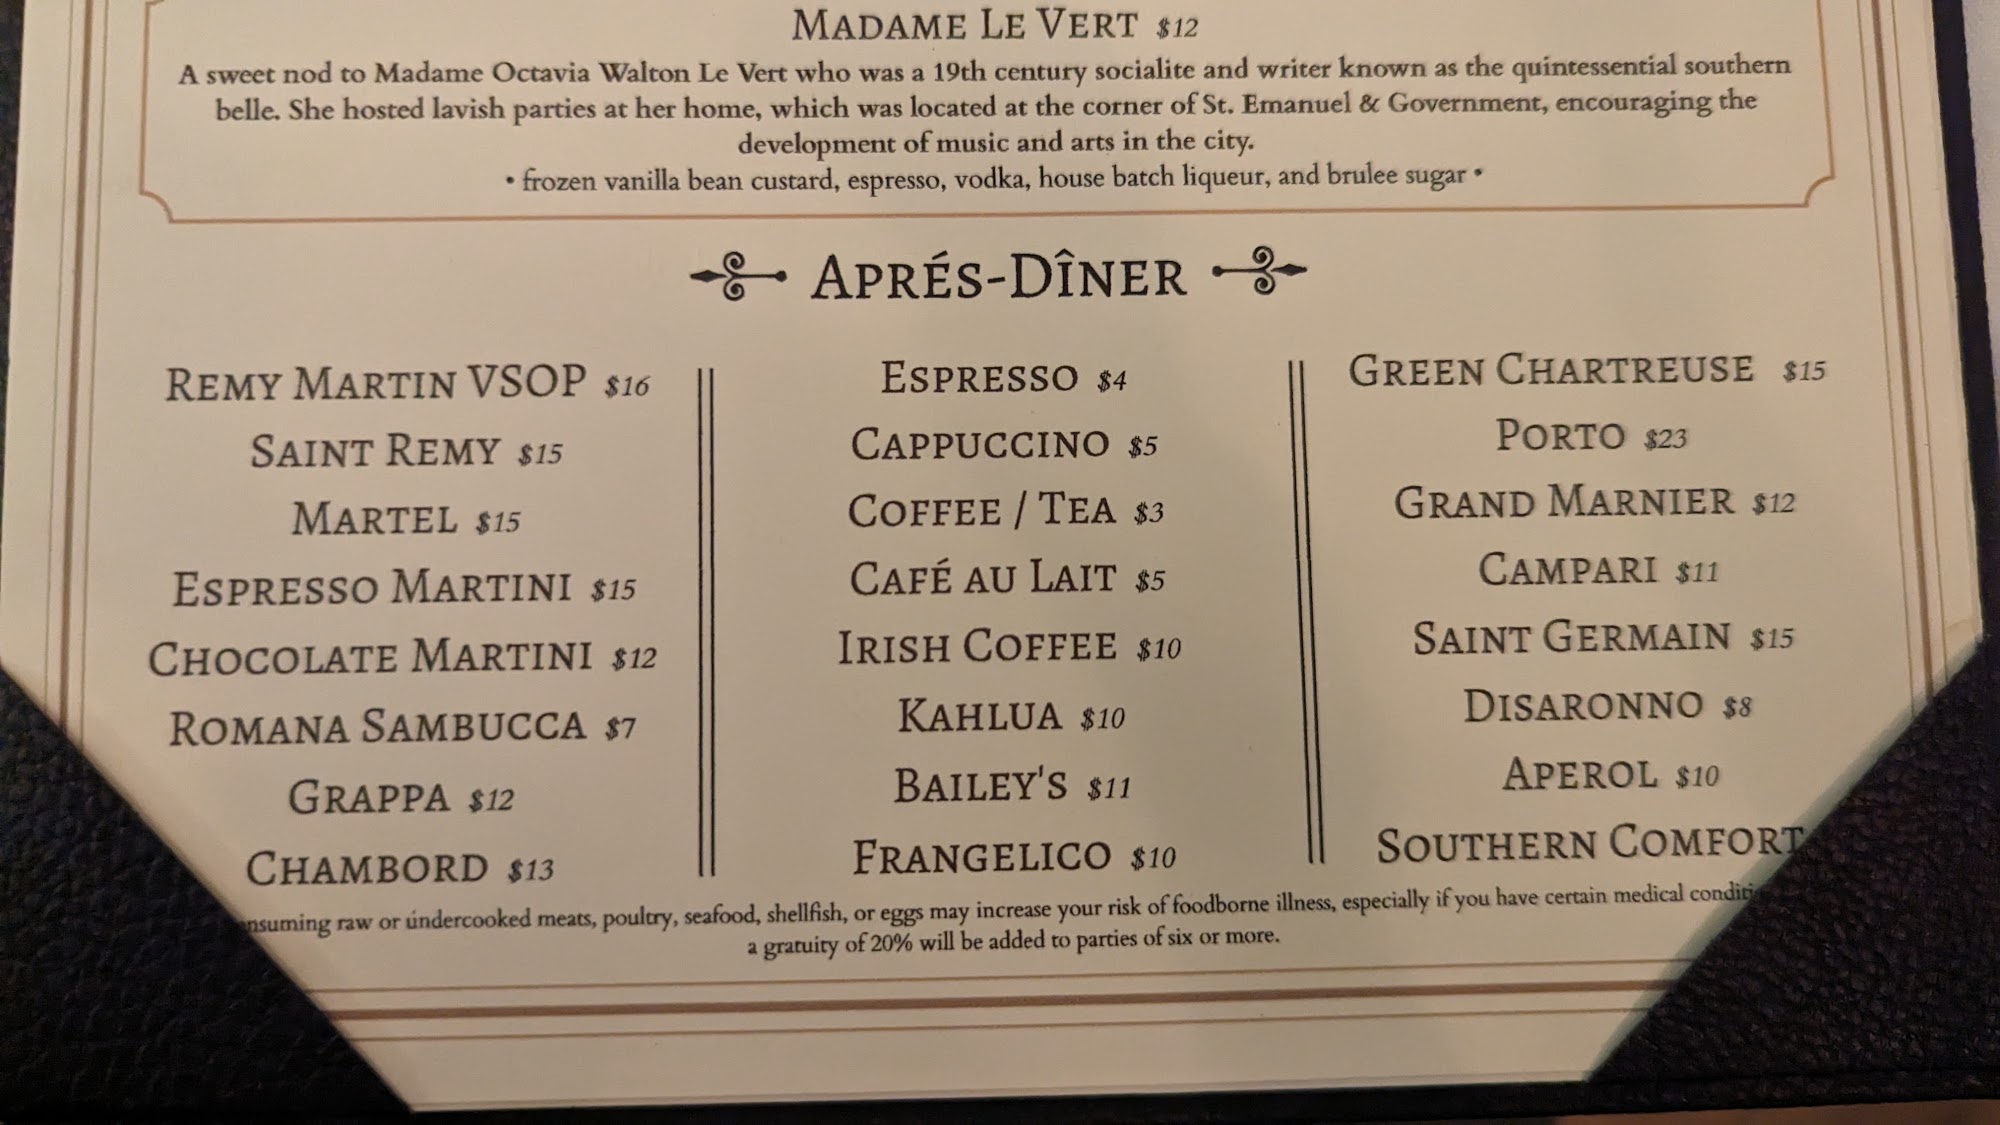 MADAME LE VERT $12
A sweet nod to Madame Octavia Walton Le Vert who was a 19th century socialite and writer known as the quintessential southern
belle. She hosted lavish parties at her home, which was located at the corner of St. Emanuel & Government, encouraging the
development of music and arts in the city.
• frozen vanilla bean custard, espresso, vodka, house batch liqueur, and brulee sugar •
APRÉS-DÎNER
REMY MARTIN VSOP $16
SAINT REMY $15
MARTEL $15
ESPRESSO MARTINI $15
CHOCOLATE MARTINI $12
ROMANA SAMBUCCA $7
GRAPPA $12
CHAMBORD $13
ESPRESSO $4
CAPPUCCINO $5
COFFEE / TEA $3
CAFÉ AU LAIT $5
IRISH COFFEE $10
KAHLUA $10
BAILEY'S $11
FRANGELICO $10
GREEN CHARTREUSE $15
PORTO $23
GRAND MARNIER $12
CAMPARI $11
SAINT GERMAIN $15
DISARONNO $8
APEROL $10
SOUTHERN COMFORT
raw or undercooked meats, poultry, seafood, shellfish, or eggs may increase your risk of foodborne illness, especially if you have certain medical
a gratuity of 20% will be added to parties of six or more.